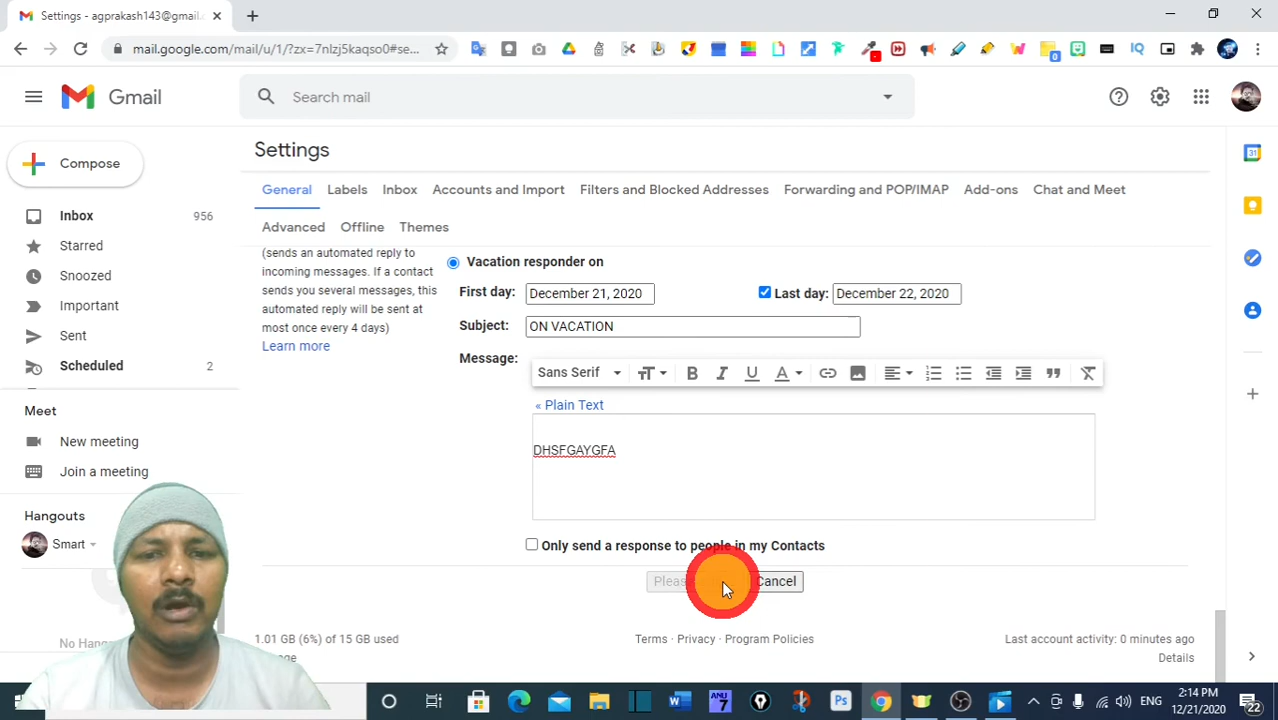 Settings - agprakash143@gmail.c
mail.google.com/mail/u/1/?zx=7nlzj5kaqso0#se...
0
Gmail
Search mail
Compose
Inbox 956
Starred
Snoozed
Important
Sent
Scheduled 2
Meet
New meeting
Join a meeting
Hangouts
Smart
Settings
General Labels Inbox Accounts and Import Filters and Blocked Addresses Forwarding and POP/IMAP Add-ons Chat and Meet
Advanced Offline Themes
(sends an automated reply to
incoming messages. If a contact
sends you several messages, this
automated reply will be sent at
most once every 4 days)
Learn more
Vacation responder on
First day: December 21, 2020 Last day: December 22, 2020
Subject: ON VACATION
Message:
Sans Serif
« Plain Text
DHSFGAYGFA
Only send a response to people in my Contacts
Cancel
1.01 GB (6%) of 15 GB used
Terms · Privacy · Program Policies
Last account activity: 0 minutes ago
Details
31
ENG
2:14 PM
12/21/2020
22